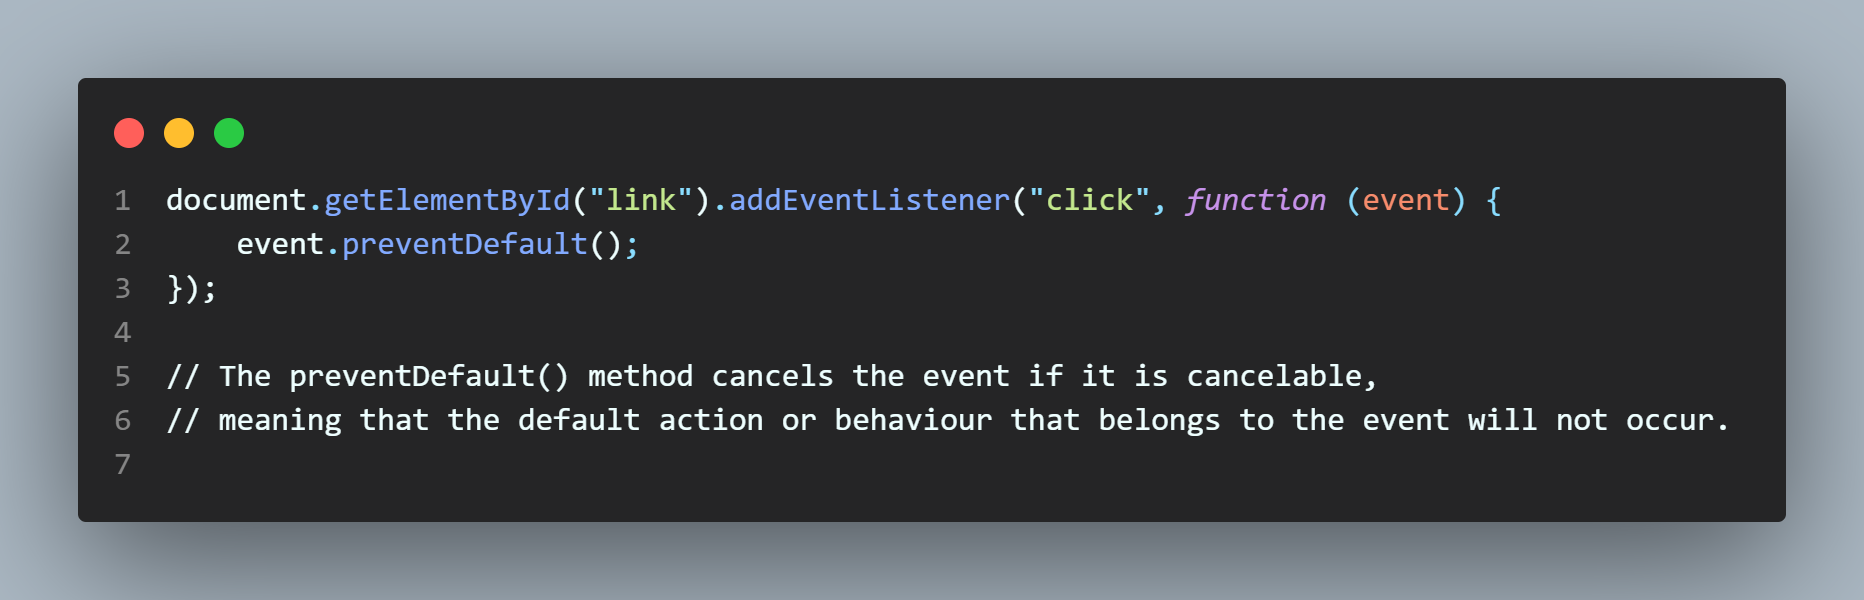 1 document.getElementById("link").addEventListener("click", function (event) {
2     event.preventDefault();
3 });
4
5 // The preventDefault() method cancels the event if it is cancelable,
6 // meaning that the default action or behaviour that belongs to the event will not occur.
7